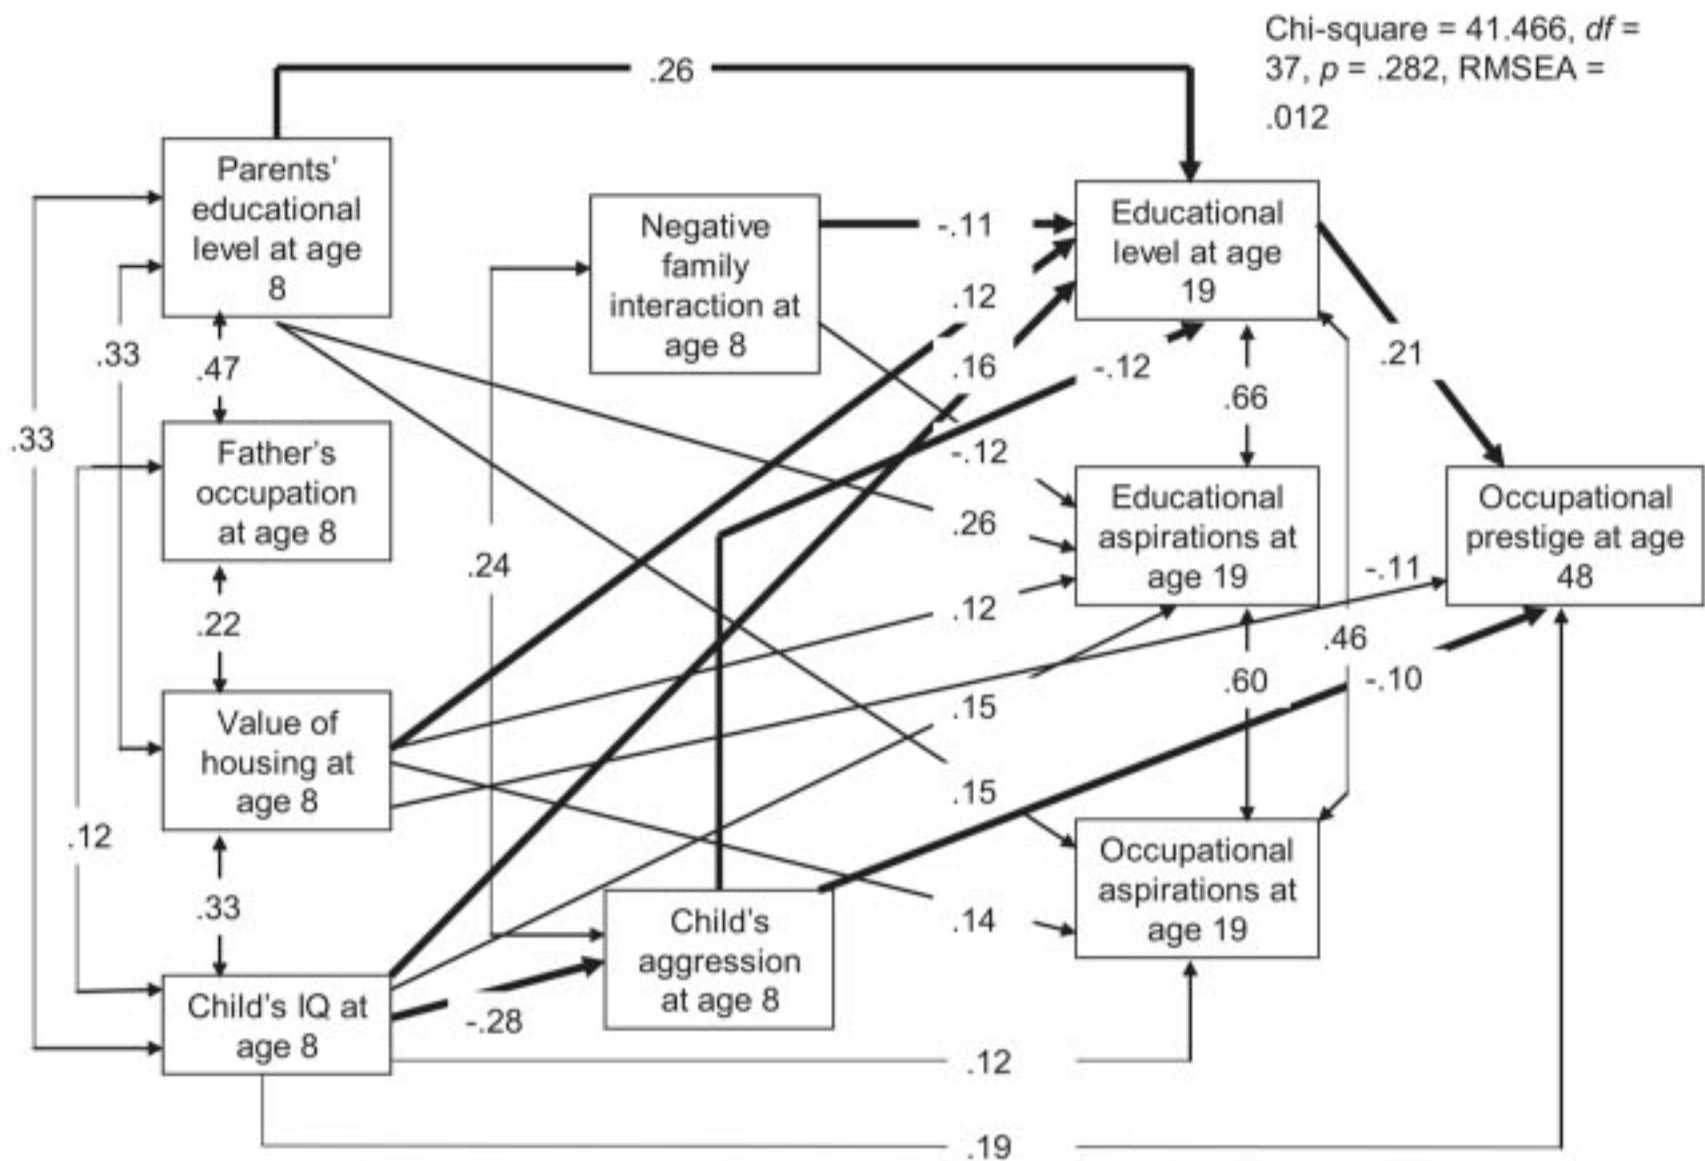 Chi-square = 41.466, df =
37, p = .282, RMSEA =
.012
.26
Parents'
educational
level at age
8
Negative
family
interaction at
age 8
Educational
level at age
19
-.11
.12
.16
-.12
.21
.33
.47
.66
.33
Father's
occupation
at age 8
-.12
Educational
aspirations at
age 19
Occupational
prestige at age
48
.26
.24
-.11
.12
.22
.46
.60
-.10
.15
Value of
housing at
age 8
.15
.12
Occupational
aspirations at
age 19
.33
.14
Child's
aggression
at age 8
Child's IQ at
age 8
-.28
.12
.19